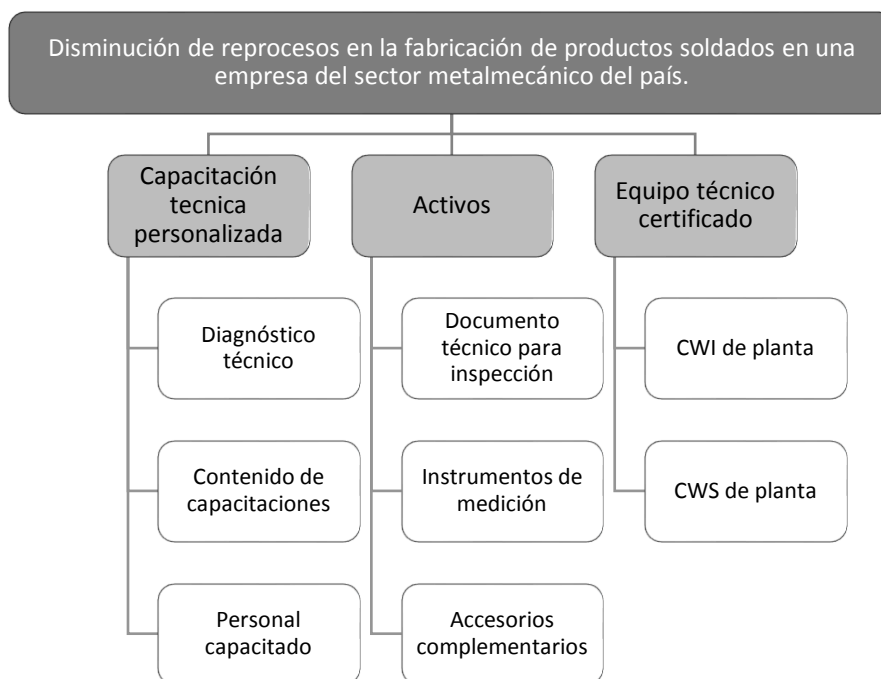 Disminución de reprocesos en la fabricación de productos soldados en una
empresa del sector metalmecánico del país.
Capacitación
tecnica
personalizada
Diagnóstico
técnico
Contenido de
capacitaciones
Personal
capacitado
Activos
Documento
técnico para
inspección
Instrumentos de
medición
Accesorios
complementarios
Equipo técnico
certificado
CWI de planta
CWS de planta